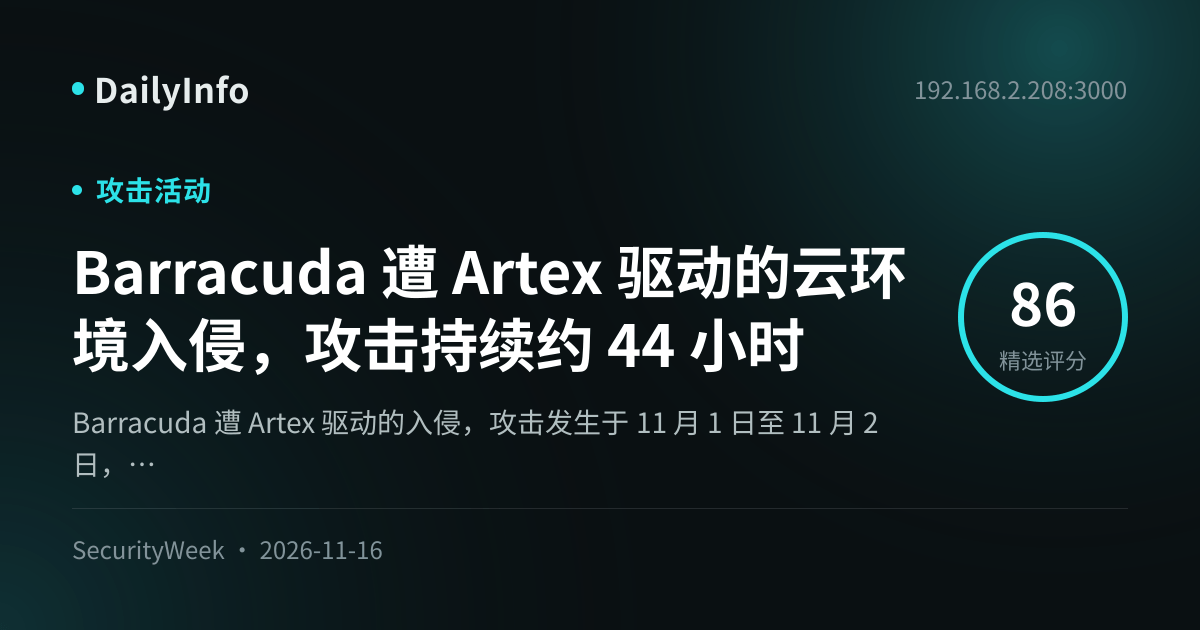 DailyInfo
192.168.2.208:3000
攻击活动
Barracuda 遭 Artex 驱动的云环
境入侵，攻击持续约 44 小时
86
精选评分
Barracuda 遭 Artex 驱动的入侵，攻击发生于 11 月 1 日至 11 月 2
日，…
SecurityWeek · 2026-11-16